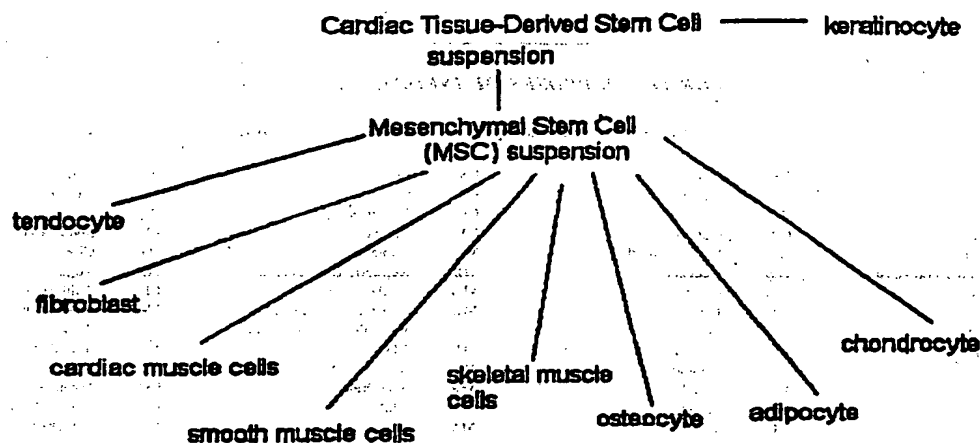 Cardiac Tissue-Derived Stem Cell
suspension
keratinocyte
Mesenchymal Stem Cell
(MSC) suspension
tendocyte
fibroblast
cardiac muscle cells
smooth muscle cells
skeletal muscle
cells
osteocyte
adipocyte
chondrocyte